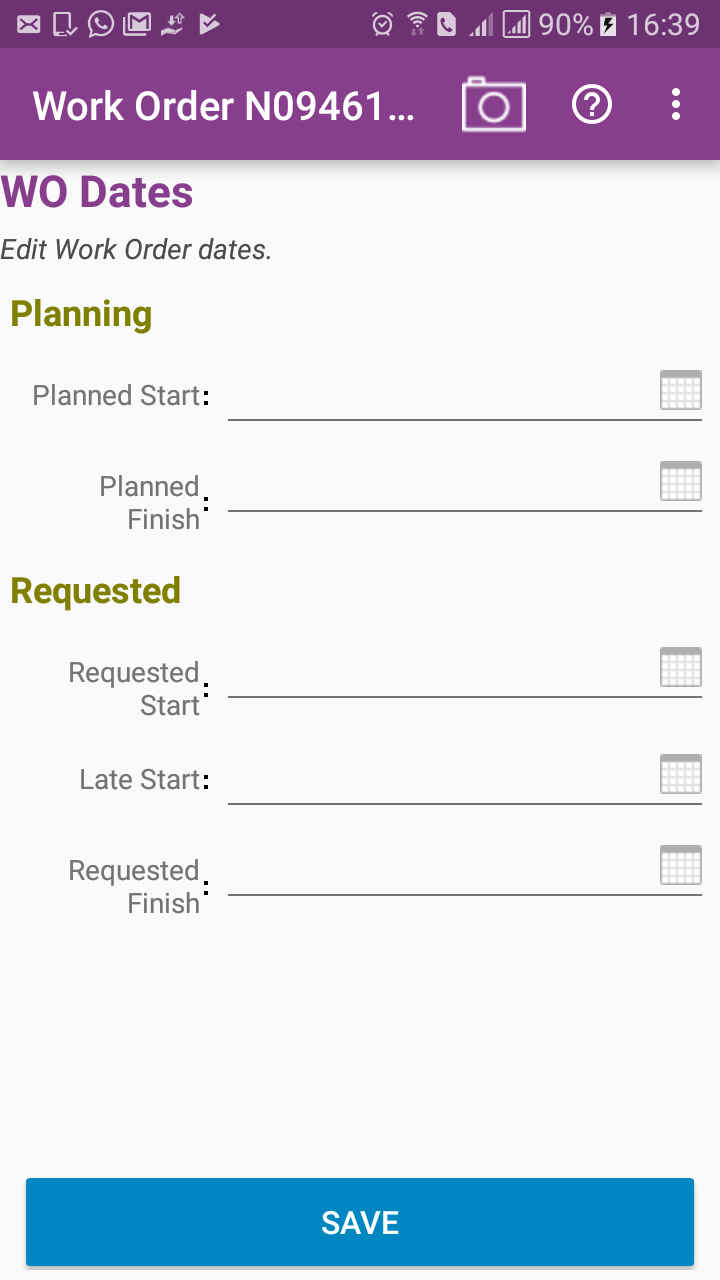 90% 16:39
Work Order N09461...
WO Dates
Edit Work Order dates.
Planning
Planned Start:
Planned
Finish:
Requested
Requested
Start:
Late Start:
Requested
Finish:
SAVE